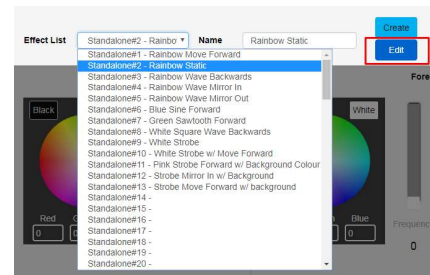 Create
Effect List Standalone#2 - Rainbo Name Rainbow Static
Edit
Standalone#1 - Rainbow Move Forward
Standalone#2 - Rainbow Static
Standalone#3 - Rainbow Wave Backwards
Standalone#4 - Rainbow Wave Mirror In
Standalone#5 - Rainbow Wave Mirror Out
Standalone#6 - Blue Sine Forward
Standalone#7 - Green Sawtooth Forward
Standalone#8 - White Square Wave Backwards
Standalone#9 - White Strobe
Standalone#10 - White Strobe w/ Move Forward
Standalone#11 - Pink Strobe Forward w/ Background Colour
Standalone#12 - Strobe Mirror In w/ Background
Standalone#13 - Strobe Move Forward w/ background
Standalone#14 -
Standalone#15 -
Standalone#16 -
Standalone#17 -
Standalone#18 -
Standalone#19 -
Standalone#20 -
Fore
Black
White
Red
Blue
Frequenc
0
0
0